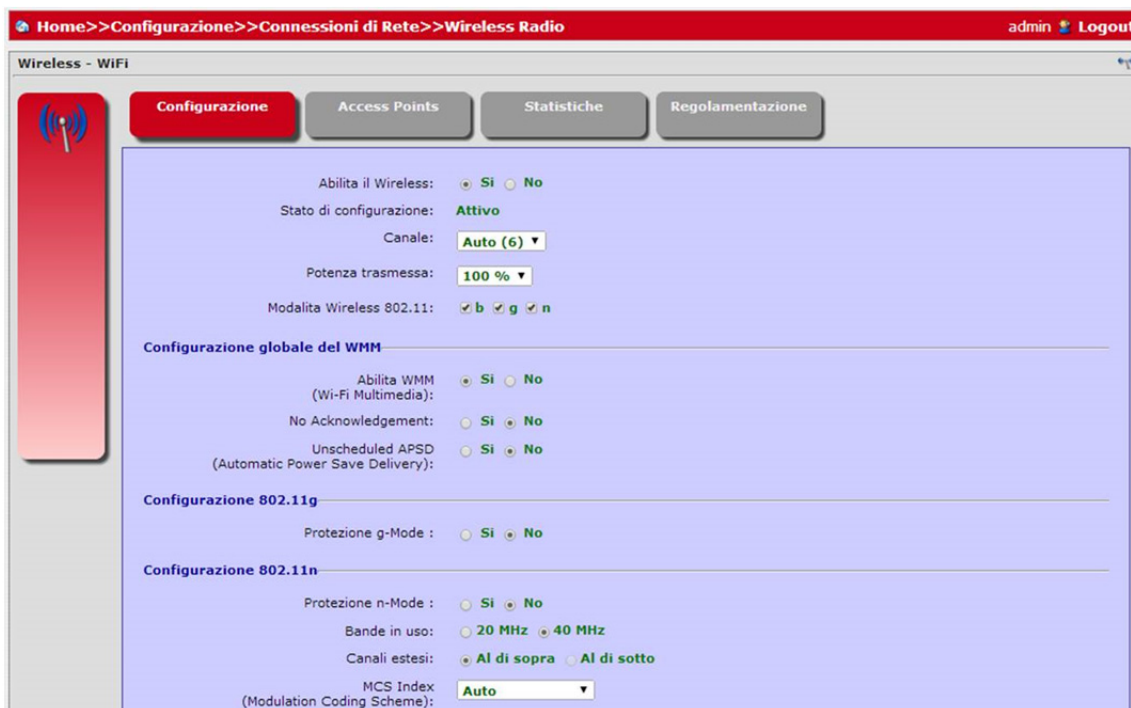 Home>>Configurazione>>Connessioni di Rete>>Wireless Radio admin Logout
Wireless - WiFi
Configurazione Access Points Statistiche Regolamentazione
Abilita il Wireless: Si No
Stato di configurazione: Attivo
Canale: Auto (6)
Potenza trasmessa: 100 %
Modalita Wireless 802.11: b g n
Configurazione globale del WMM
Abilita WMM Si No
(Wi-Fi Multimedia):
No Acknowledgement: Si No
Unscheduled APSD Si No
(Automatic Power Save Delivery):
Configurazione 802.11g
Protezione g-Mode : Si No
Configurazione 802.11n
Protezione n-Mode : Si No
Bande in uso: 20 MHz 40 MHz
Canali estesi: Al di sopra Al di sotto
MCS Index Auto
(Modulation Coding Scheme):